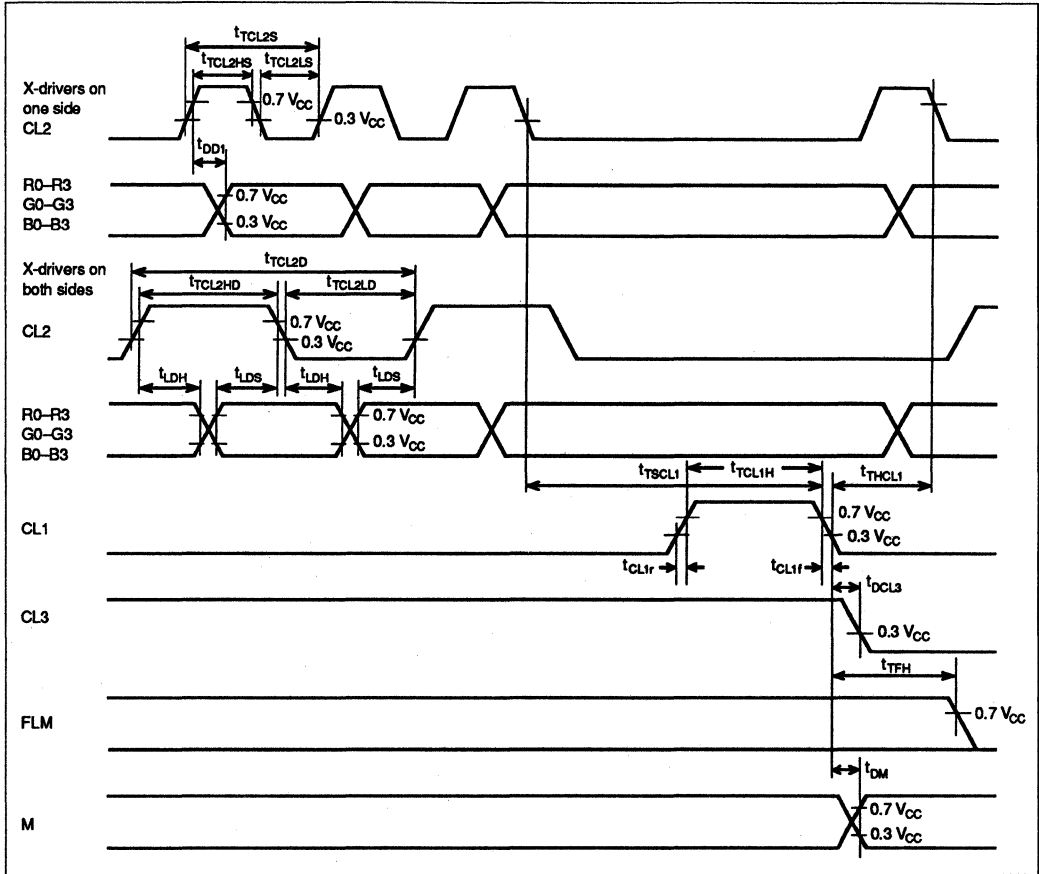 tTCL2S
tTCL2HS tTCL2LS
X-drivers on
one side
CL2
0.7 VCC
0.3 VCC
tDD1
R0–R3
G0–G3
B0–B3
0.7 VCC
0.3 VCC
X-drivers on
both sides
tTCL2D
tTCL2HD tTCL2LD
CL2
0.7 VCC
0.3 VCC
tLDH tLDS tLDH tLDS
R0–R3
G0–G3
B0–B3
0.7 VCC
0.3 VCC
tTSCL1 tTCL1H tTHCL1
CL1
0.7 VCC
0.3 VCC
tCL1r tCL1f
tDCL3
CL3
0.3 VCC
tTFH
FLM
0.7 VCC
tDM
M
0.7 VCC
0.3 VCC